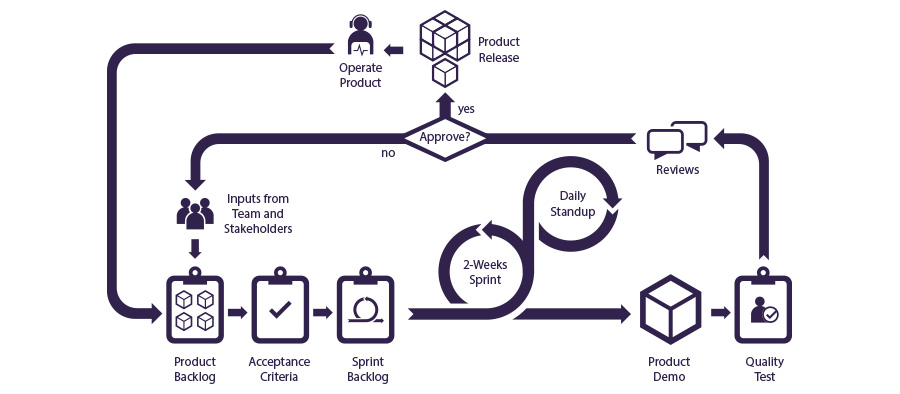 Product
Release
Operate
Product
yes
Approve?
no
Reviews
Inputs from
Team and
Stakeholders
Daily
Standup
2-Weeks
Sprint
Product
Backlog
Acceptance
Criteria
Sprint
Backlog
Product
Demo
Quality
Test